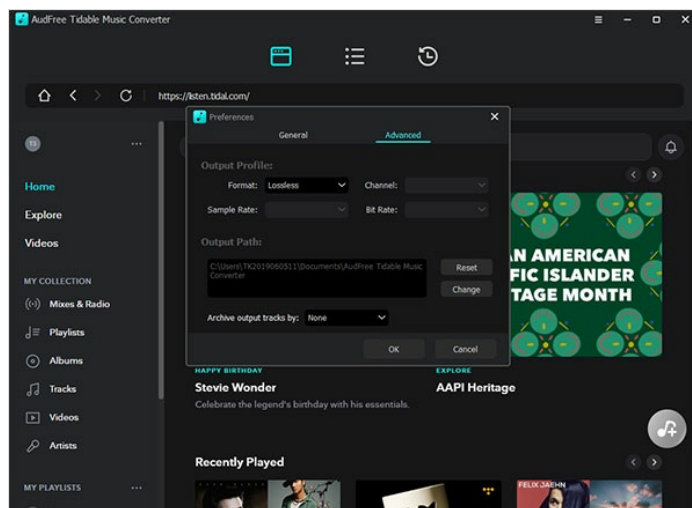 AudFree Tidable Music Converter
https://listen.tidal.com/
Preferences
General
Advanced
Output Profile:
Format:
Lossless
Channel:
Sample Rate:
Bit Rate:
Output Path:
C:\Users\TK2019060511\Documents\AudFree Tidable Music
Converter
Reset
Change
Archive output tracks by:
None
OK
Cancel
TS
Home
Explore
Videos
MY COLLECTION
Mixes & Radio
Playlists
Albums
Tracks
Videos
Artists
MY PLAYLISTS
N AMERICAN
FIC ISLANDER
TAGE MONTH
HAPPY BIRTHDAY
Stevie Wonder
Celebrate the legend's birthday with his essentials.
EXPLORE
AAPI Heritage
Recently Played
FELIX JAEHN